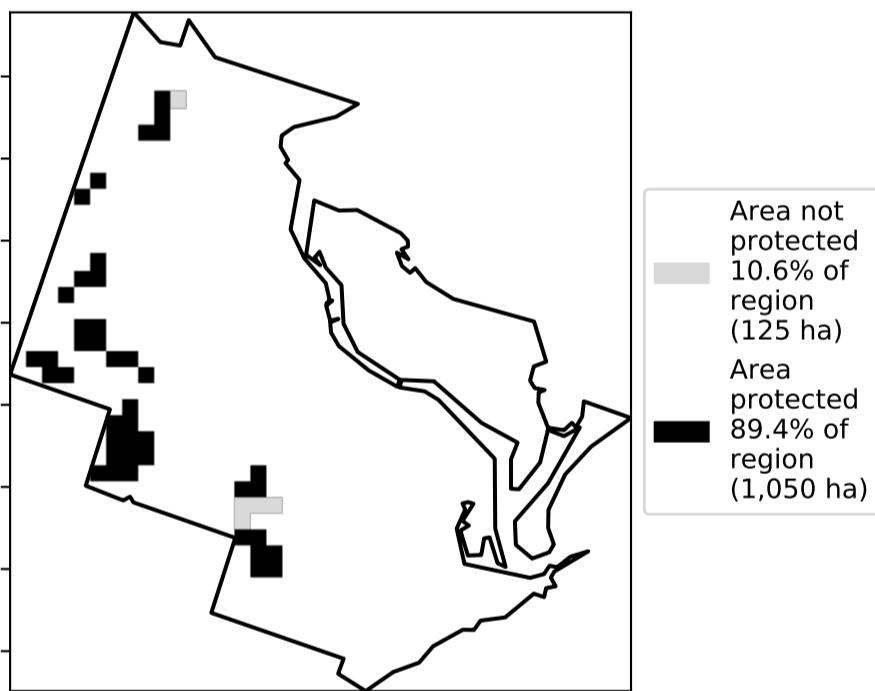 Area not
protected
10.6% of
region
(125 ha)
Area
protected
89.4% of
region
(1,050 ha)